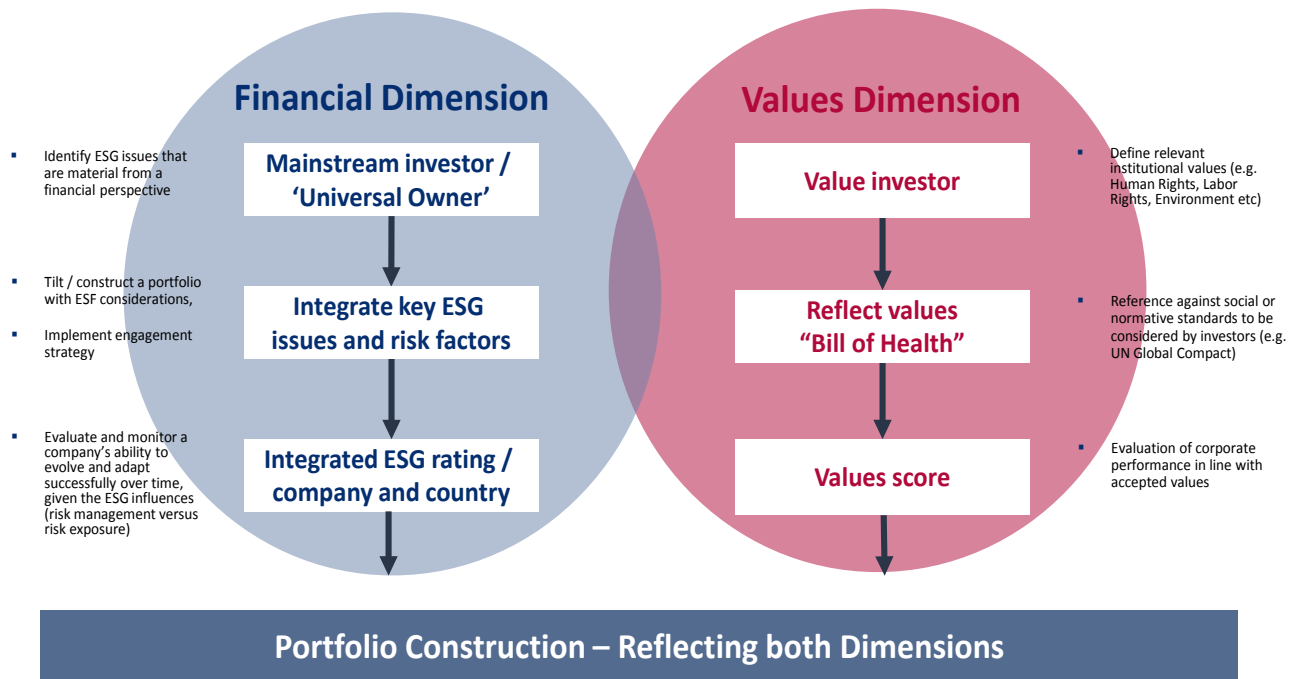 Financial Dimension
Values Dimension
▪ Identify ESG issues that
are material from a
financial perspective
Mainstream investor /
‘Universal Owner’
Value investor
▪ Define relevant
institutional values (e.g.
Human Rights, Labor
Rights, Environment etc)
▪ Tilt / construct a portfolio
with ESF considerations,
▪ Implement engagement
strategy
Integrate key ESG
issues and risk factors
Reflect values
“Bill of Health”
▪ Reference against social or
normative standards to be
considered by investors (e.g.
UN Global Compact)
▪ Evaluate and monitor a
company’s ability to
evolve and adapt
successfully over time,
given the ESG influences
(risk management versus
risk exposure)
Integrated ESG rating /
company and country
Values score
▪ Evaluation of corporate
performance in line with
accepted values
Portfolio Construction – Reflecting both Dimensions